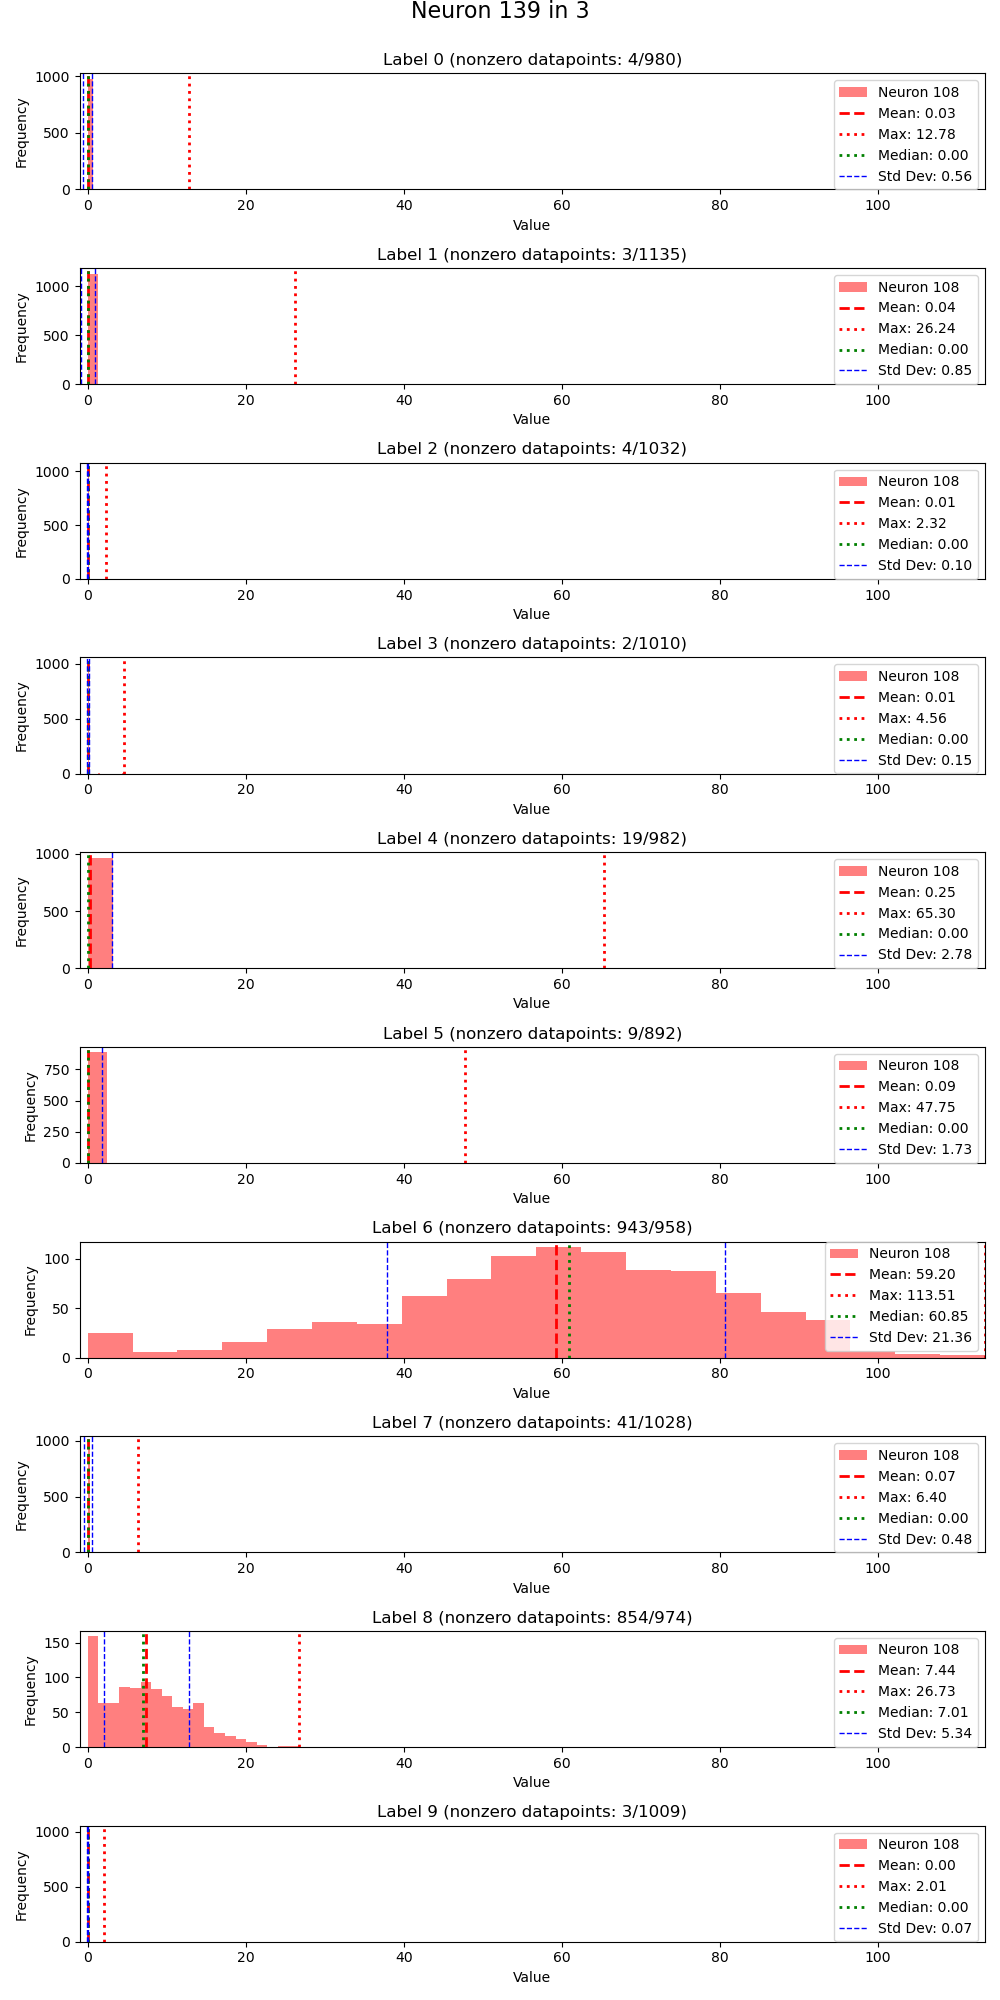 Neuron 139 in 3
Label 0 (nonzero datapoints: 4/980)
Frequency
1000
500
0
Neuron 108
Mean: 0.03
Max: 12.78
Median: 0.00
Std Dev: 0.56
0 20 40 60 80 100
Value
Label 1 (nonzero datapoints: 3/1135)
Frequency
1000
500
0
Neuron 108
Mean: 0.04
Max: 26.24
Median: 0.00
Std Dev: 0.85
0 20 40 60 80 100
Value
Label 2 (nonzero datapoints: 4/1032)
Frequency
1000
500
0
Neuron 108
Mean: 0.01
Max: 2.32
Median: 0.00
Std Dev: 0.10
0 20 40 60 80 100
Value
Label 3 (nonzero datapoints: 2/1010)
Frequency
1000
500
0
Neuron 108
Mean: 0.01
Max: 4.56
Median: 0.00
Std Dev: 0.15
0 20 40 60 80 100
Value
Label 4 (nonzero datapoints: 19/982)
Frequency
1000
500
0
Neuron 108
Mean: 0.25
Max: 65.30
Median: 0.00
Std Dev: 2.78
0 20 40 60 80 100
Value
Label 5 (nonzero datapoints: 9/892)
Frequency
750
500
250
0
Neuron 108
Mean: 0.09
Max: 47.75
Median: 0.00
Std Dev: 1.73
0 20 40 60 80 100
Value
Label 6 (nonzero datapoints: 943/958)
Frequency
100
50
0
Neuron 108
Mean: 59.20
Max: 113.51
Median: 60.85
Std Dev: 21.36
0 20 40 60 80 100
Value
Label 7 (nonzero datapoints: 41/1028)
Frequency
1000
500
0
Neuron 108
Mean: 0.07
Max: 6.40
Median: 0.00
Std Dev: 0.48
0 20 40 60 80 100
Value
Label 8 (nonzero datapoints: 854/974)
Frequency
150
100
50
0
Neuron 108
Mean: 7.44
Max: 26.73
Median: 7.01
Std Dev: 5.34
0 20 40 60 80 100
Value
Label 9 (nonzero datapoints: 3/1009)
Frequency
1000
500
0
Neuron 108
Mean: 0.00
Max: 2.01
Median: 0.00
Std Dev: 0.07
0 20 40 60 80 100
Value